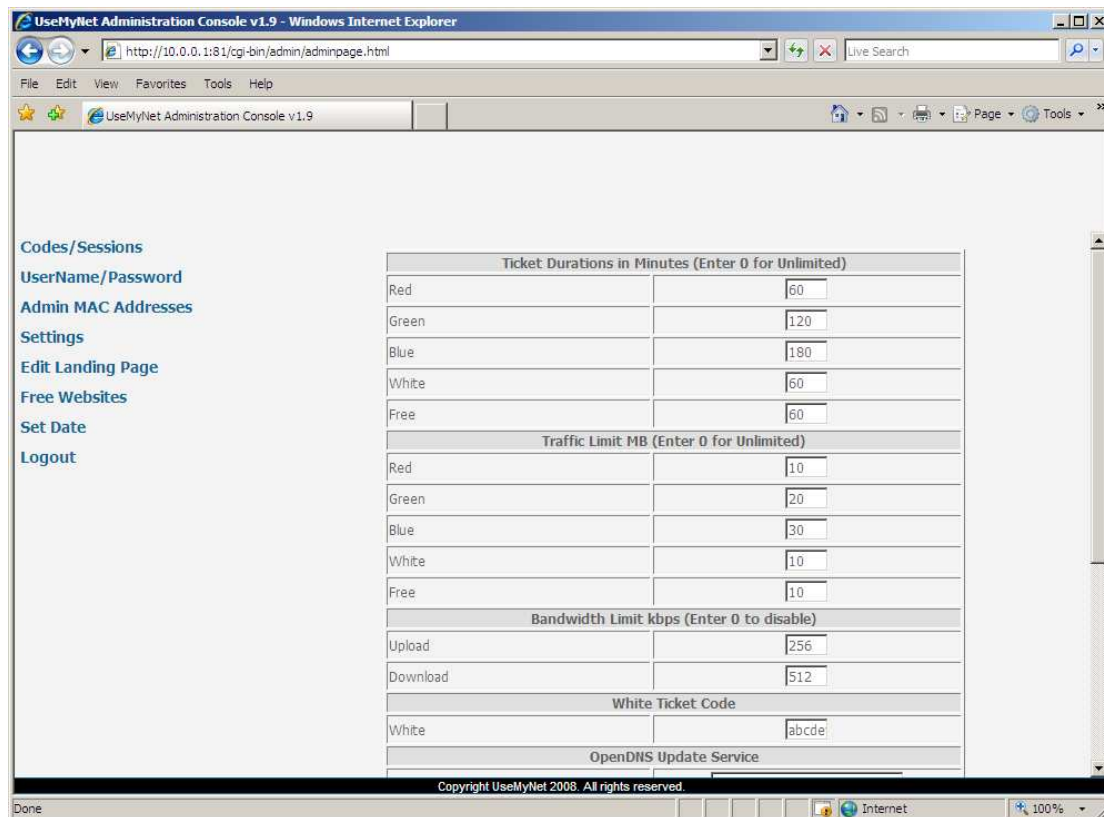 UseMyNet Administration Console v1.9 - Windows Internet Explorer
http://10.0.0.1:81/cgi-bin/admin/adminpage.html Live Search
File Edit View Favorites Tools Help
UseMyNet Administration Console v1.9 Page Tools »
Codes/Sessions
UserName/Password
Admin MAC Addresses
Settings
Edit Landing Page
Free Websites
Set Date
Logout
Ticket Durations in Minutes (Enter 0 for Unlimited)
Red 60
Green 120
Blue 180
White 60
Free 60
Traffic Limit MB (Enter 0 for Unlimited)
Red 10
Green 20
Blue 30
White 10
Free 10
Bandwidth Limit kbps (Enter 0 to disable)
Upload 256
Download 512
White Ticket Code
White abcde
OpenDNS Update Service
Copyright UseMyNet 2008. All rights reserved.
Done Internet 100%